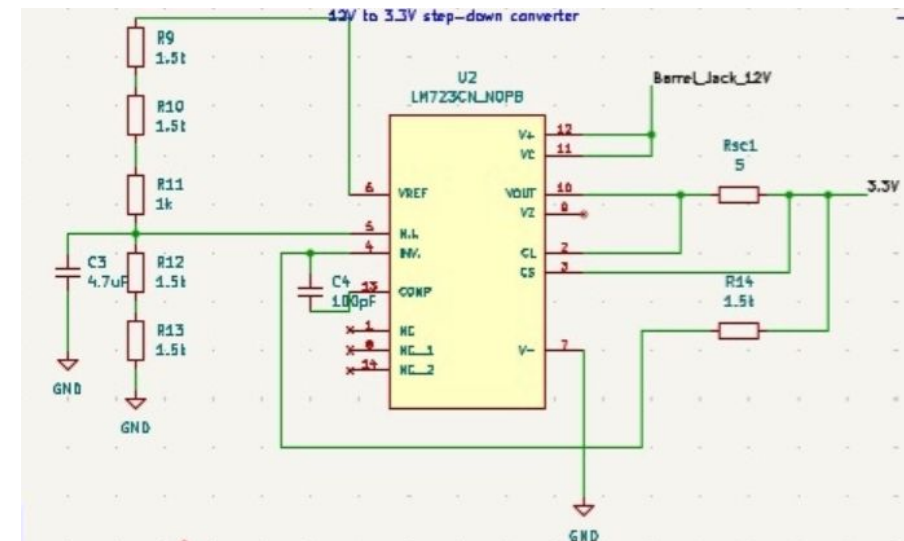 12V to 3.3V step-down converter
R9
1.5k
R10
1.5k
R11
1k
C3
4.7uF
R12
1.5k
R13
1.5k
GND
GND
U2
LM723CN_NOPB
6
VREF
5
N.I.
4
INV.
13
COMP
C4
100pF
1
NC
8
NC_1
14
NC_2
V+
12
VC
11
VOUT
10
VZ
9
CL
2
CS
3
V-
7
Barrel_Jack_12V
Rsc1
5
3.3V
R14
1.5k
GND